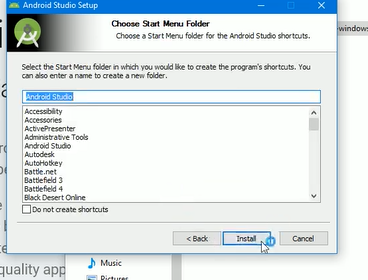 Android Studio Setup
Choose Start Menu Folder
Choose a Start Menu folder for the Android Studio shortcuts.
Select the Start Menu folder in which you would like to create the program's shortcuts. You
can also enter a name to create a new folder.
Android Studio
Accessibility
Accessories
ActivePresenter
Administrative Tools
Android Studio
Autodesk
AutoHotkey
Battle.net
Battlefield 3
Battlefield 4
Black Desert Online
Do not create shortcuts
< Back
Install
Cancel
Music
quality app